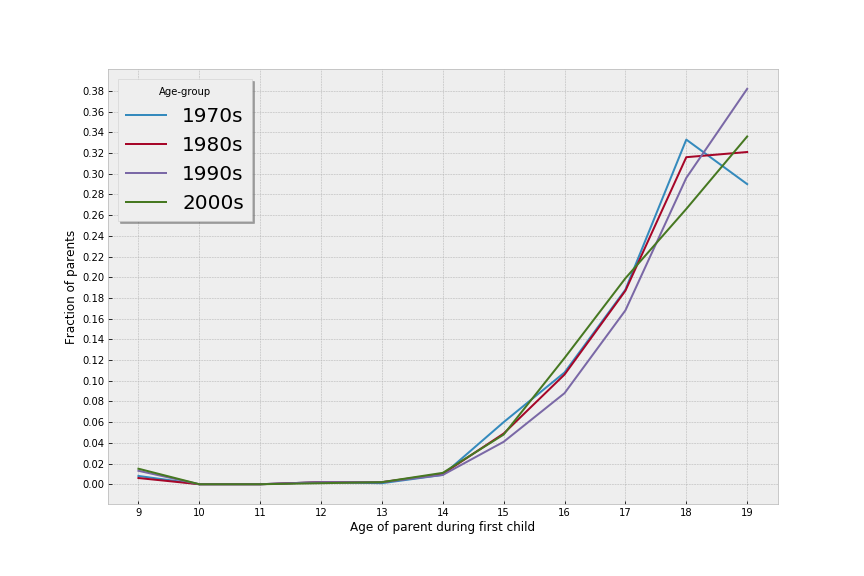 Age-group
1970s
1980s
1990s
2000s
0.38
0.36
0.34
0.32
0.30
0.28
0.26
0.24
0.22
0.20
0.18
0.16
0.14
0.12
0.10
0.08
0.06
0.04
0.02
0.00
Fraction of parents
9 10 11 12 13 14 15 16 17 18 19
Age of parent during first child